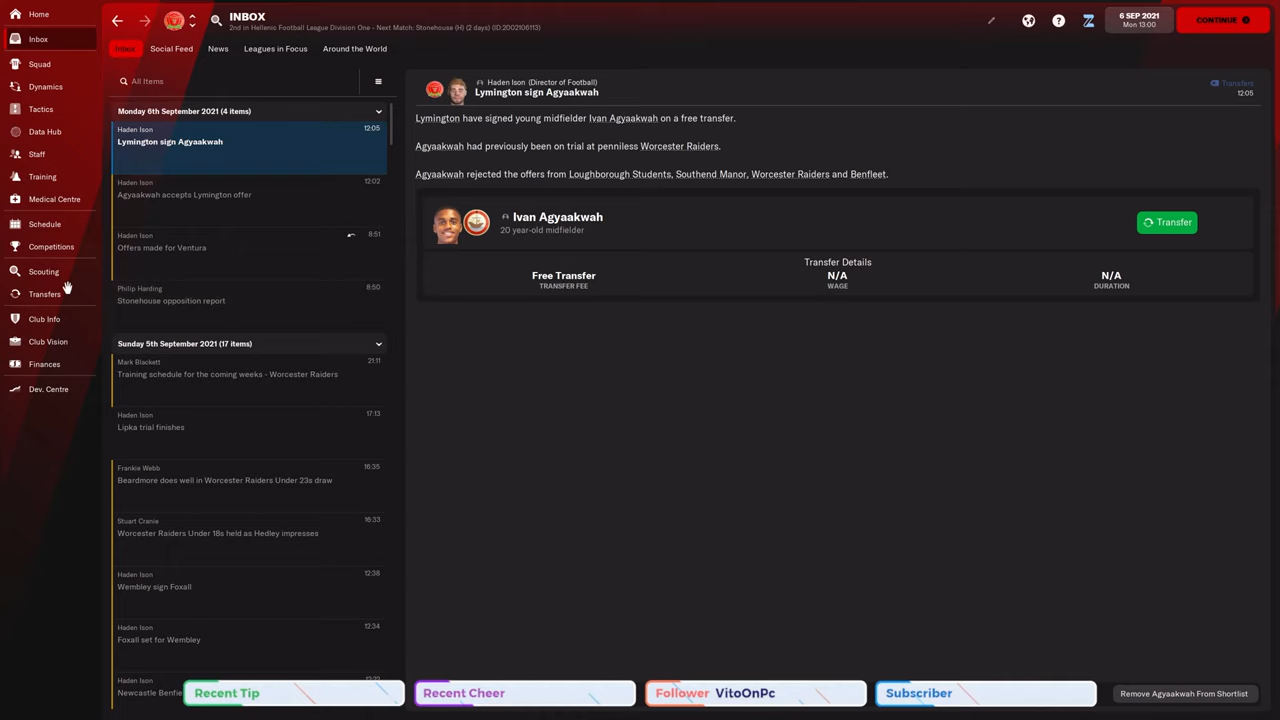 Home
Inbox
Squad
Dynamics
Tactics
Data Hub
Staff
Training
Medical Centre
Schedule
Competitions
Scouting
Transfers
Club Info
Club Vision
Finances
Dev. Centre
INBOX
2nd in Hellenic Football League Division One - Next Match: Stonehouse (H) (2 days) (ID:2002106113)
6 SEP 2021
Mon 13:00
CONTINUE
Inbox
Social Feed
News
Leagues in Focus
Around the World
All Items
Monday 6th September 2021 (4 items)
Haden Ison 12:05
Lymington sign Agyaakwah
Haden Ison 12:02
Agyaakwah accepts Lymington offer
Haden Ison 8:51
Offers made for Ventura
Philip Harding 8:50
Stonehouse opposition report
Sunday 5th September 2021 (17 items)
Mark Blackett 21:11
Training schedule for the coming weeks - Worcester Raiders
Haden Ison 17:13
Lipka trial finishes
Frankie Webb 16:35
Beardmore does well in Worcester Raiders Under 23s draw
Stuart Cranie 16:33
Worcester Raiders Under 18s held as Hedley impresses
Haden Ison 12:38
Wembley sign Foxall
Haden Ison 12:34
Foxall set for Wembley
Haden Ison
Newcastle Benfie
Haden Ison (Director of Football)
Lymington sign Agyaakwah
Transfers
12:05
Lymington have signed young midfielder Ivan Agyaakwah on a free transfer.
Agyaakwah had previously been on trial at penniless Worcester Raiders.
Agyaakwah rejected the offers from Loughborough Students, Southend Manor, Worcester Raiders and Benfleet.
Ivan Agyaakwah
20 year-old midfielder
Transfer
Transfer Details
Free Transfer N/A N/A
TRANSFER FEE WAGE DURATION
Recent Tip
Recent Cheer
Follower VitoOnPc
Subscriber
Remove Agyaakwah From Shortlist